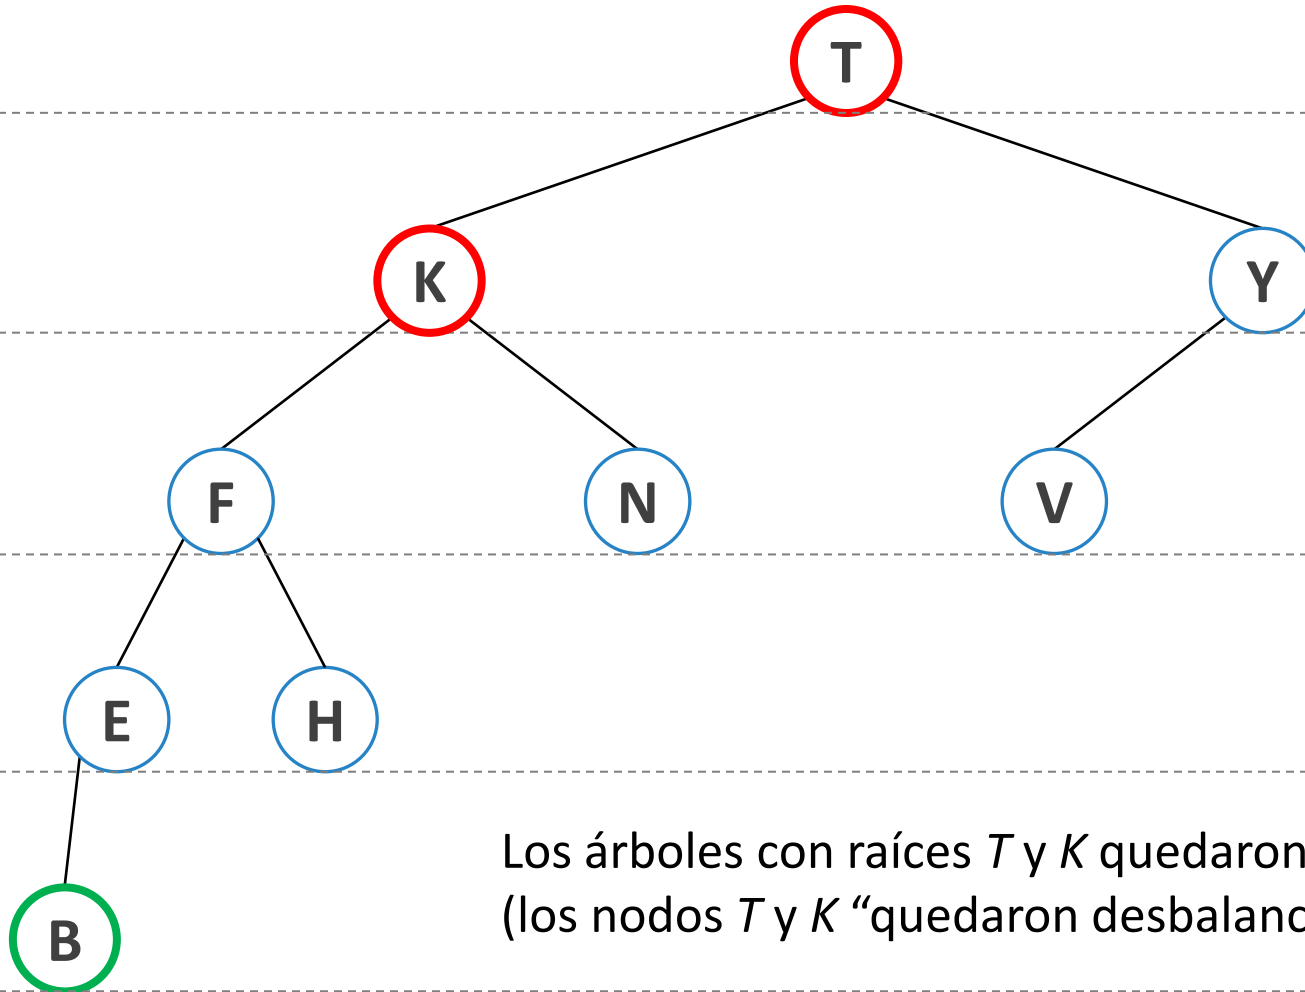 T
K
Y
F
N
V
E
H
Los árboles con raíces T y K quedaron
(los nodos T y K “quedaron desbalanc
B